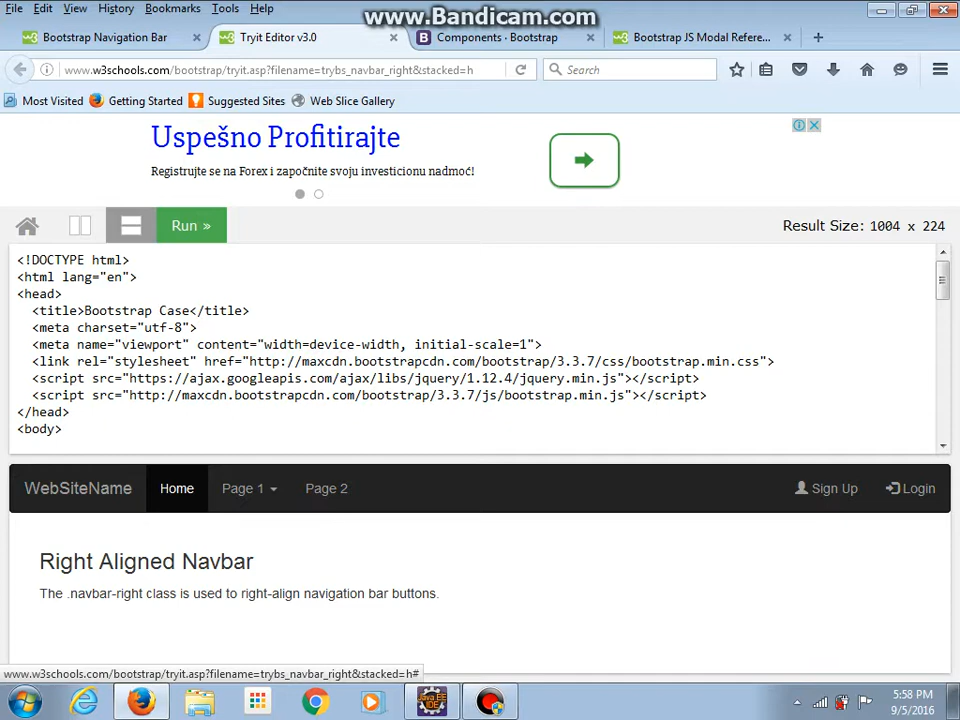 File Edit View History Bookmarks Tools Help
www.Bandicam.com
Bootstrap Navigation Bar × Tryit Editor v3.0 × Components · Bootstrap × Bootstrap JS Modal Refere... × +
www.w3schools.com/bootstrap/tryit.asp?filename=trybs_navbar_right&stacked=h Search
Most Visited Getting Started Suggested Sites Web Slice Gallery
Uspešno Profitirajte
Registrujte se na Forex i započnite svoju investicionu nadmoć!
Run » Result Size: 1004 x 224
<!DOCTYPE html>
<html lang="en">
<head>
<title>Bootstrap Case</title>
<meta charset="utf-8">
<meta name="viewport" content="width=device-width, initial-scale=1">
<link rel="stylesheet" href="http://maxcdn.bootstrapcdn.com/bootstrap/3.3.7/css/bootstrap.min.css">
<script src="https://ajax.googleapis.com/ajax/libs/jquery/1.12.4/jquery.min.js"></script>
<script src="http://maxcdn.bootstrapcdn.com/bootstrap/3.3.7/js/bootstrap.min.js"></script>
</head>
<body>
WebSiteName Home Page 1 Page 2 Sign Up Login
Right Aligned Navbar
The .navbar-right class is used to right-align navigation bar buttons.
www.w3schools.com/bootstrap/tryit.asp?filename=trybs_navbar_right&stacked=h#
Java EE
IDE
5:58 PM
9/5/2016